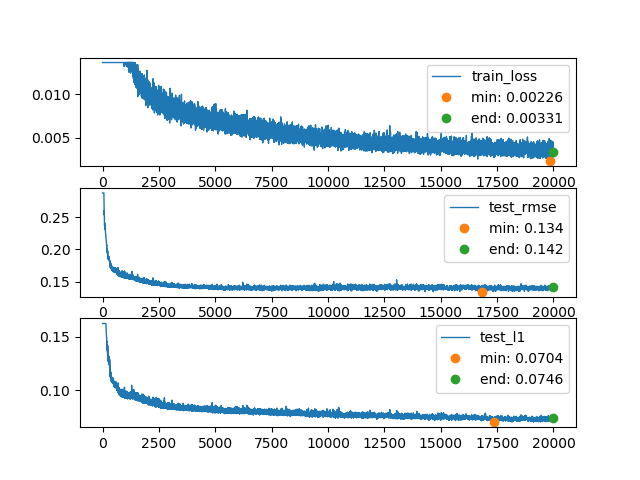 train_loss
min: 0.00226
end: 0.00331
0.010
0.005
0 2500 5000 7500 10000 12500 15000 17500 20000
test_rmse
min: 0.134
end: 0.142
0.25
0.20
0.15
0 2500 5000 7500 10000 12500 15000 17500 20000
test_l1
min: 0.0704
end: 0.0746
0.15
0.10
0 2500 5000 7500 10000 12500 15000 17500 20000